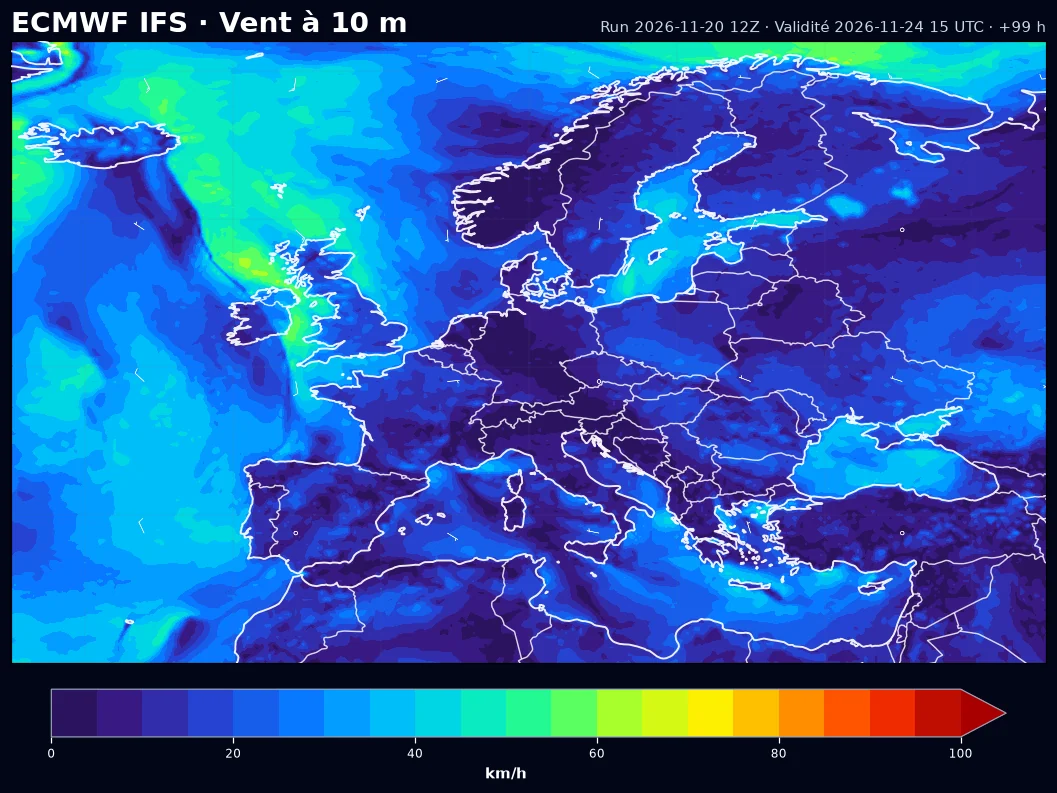 ECMWF IFS · Vent à 10 m
Run 2026-11-20 12Z · Validité 2026-11-24 15 UTC · +99 h
0 20 40 60 80 100
km/h